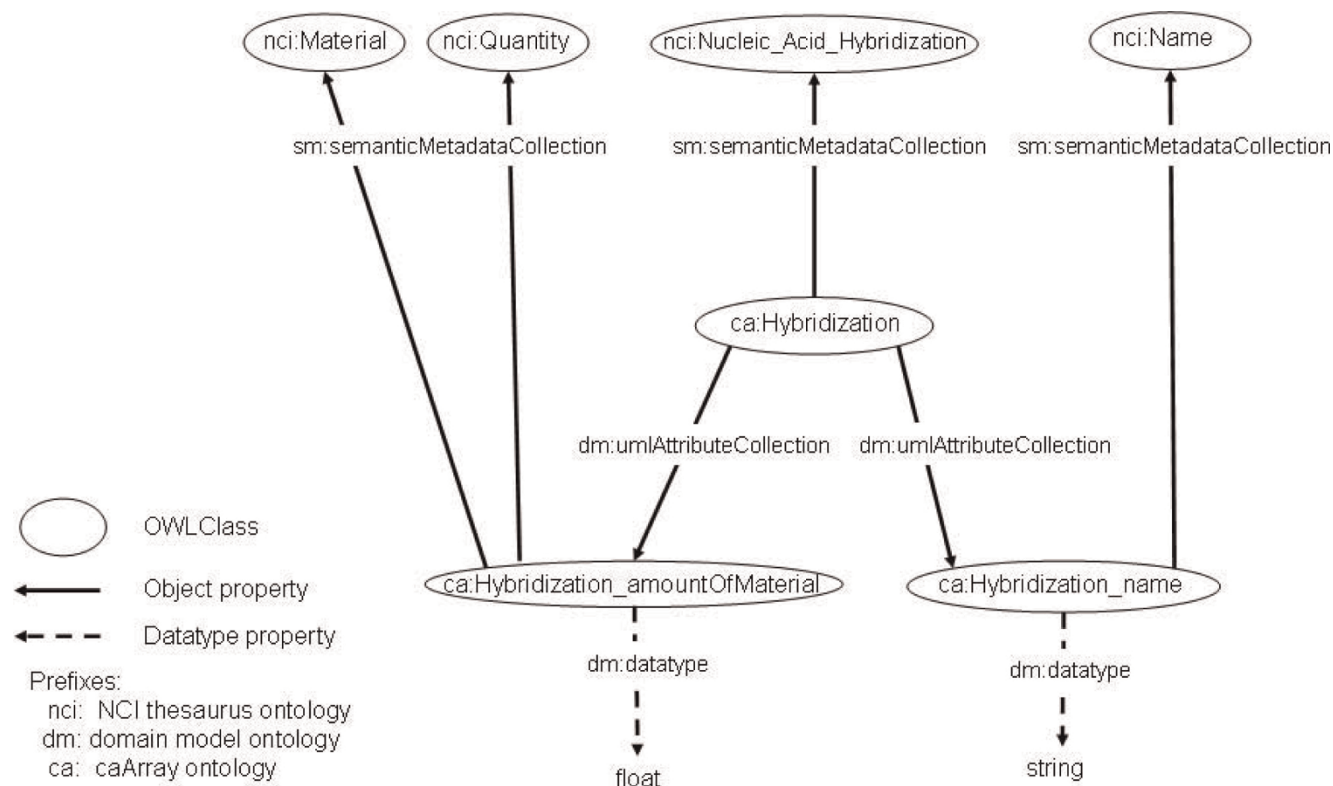 nci:Material
nci:Quantity
nci:Nucleic_Acid_Hybridization
nci:Name
sm:semanticMetadataCollection
sm:semanticMetadataCollection
sm:semanticMetadataCollection
ca:Hybridization
dm:umlAttributeCollection
dm:umlAttributeCollection
ca:Hybridization_amountOfMaterial
ca:Hybridization_name
dm:datatype
dm:datatype
float
string
OWLClass
Object property
Datatype property
Prefixes:
nci: NCI thesaurus ontology
dm: domain model ontology
ca: caArray ontology